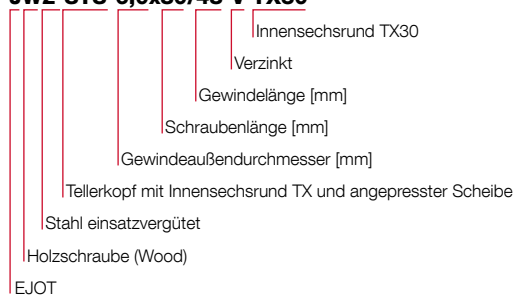 Innensechsrund TX30
Verzinkt
Gewindelänge [mm]
Schraubenlänge [mm]
Gewindeaußendurchmesser [mm]
Tellerkopf mit Innensechsrund TX und angepresster Scheibe
Stahl einsatzvergütet
Holzschraube (Wood)
EJOT